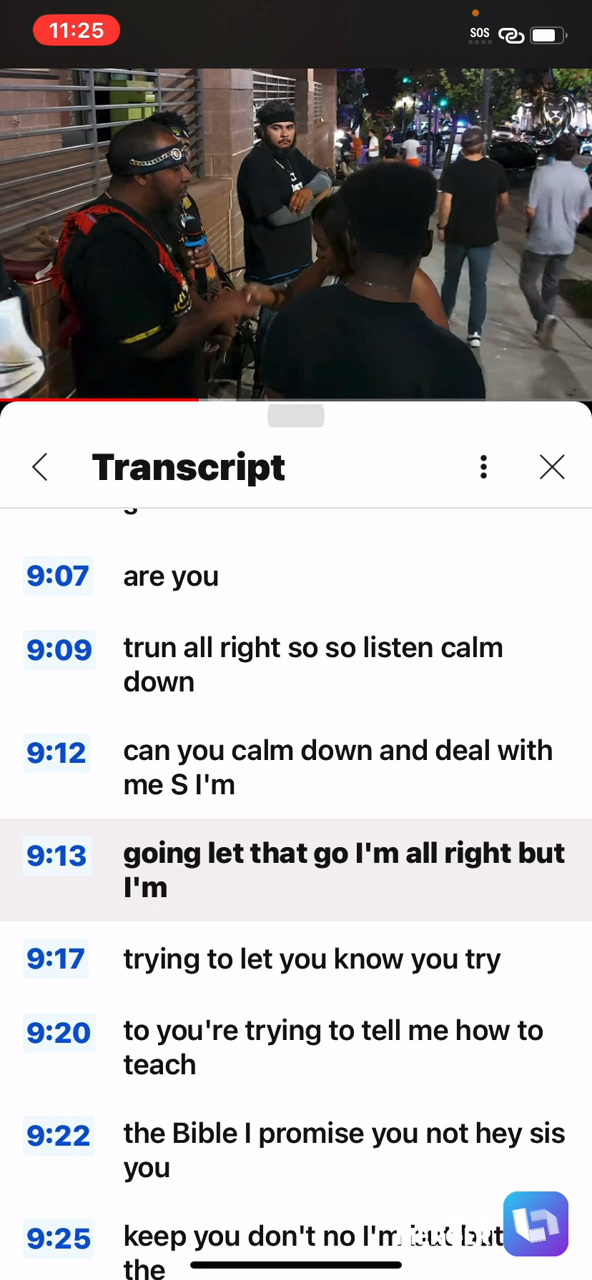 11:25
SOS
Transcript
9:07
are you
9:09
trun all right so so listen calm
down
9:12
can you calm down and deal with
me S I'm
9:13
going let that go I'm all right but
I'm
9:17
trying to let you know you try
9:20
to you're trying to tell me how to
teach
9:22
the Bible I promise you not hey sis
you
9:25
keep you don't no I'm
the